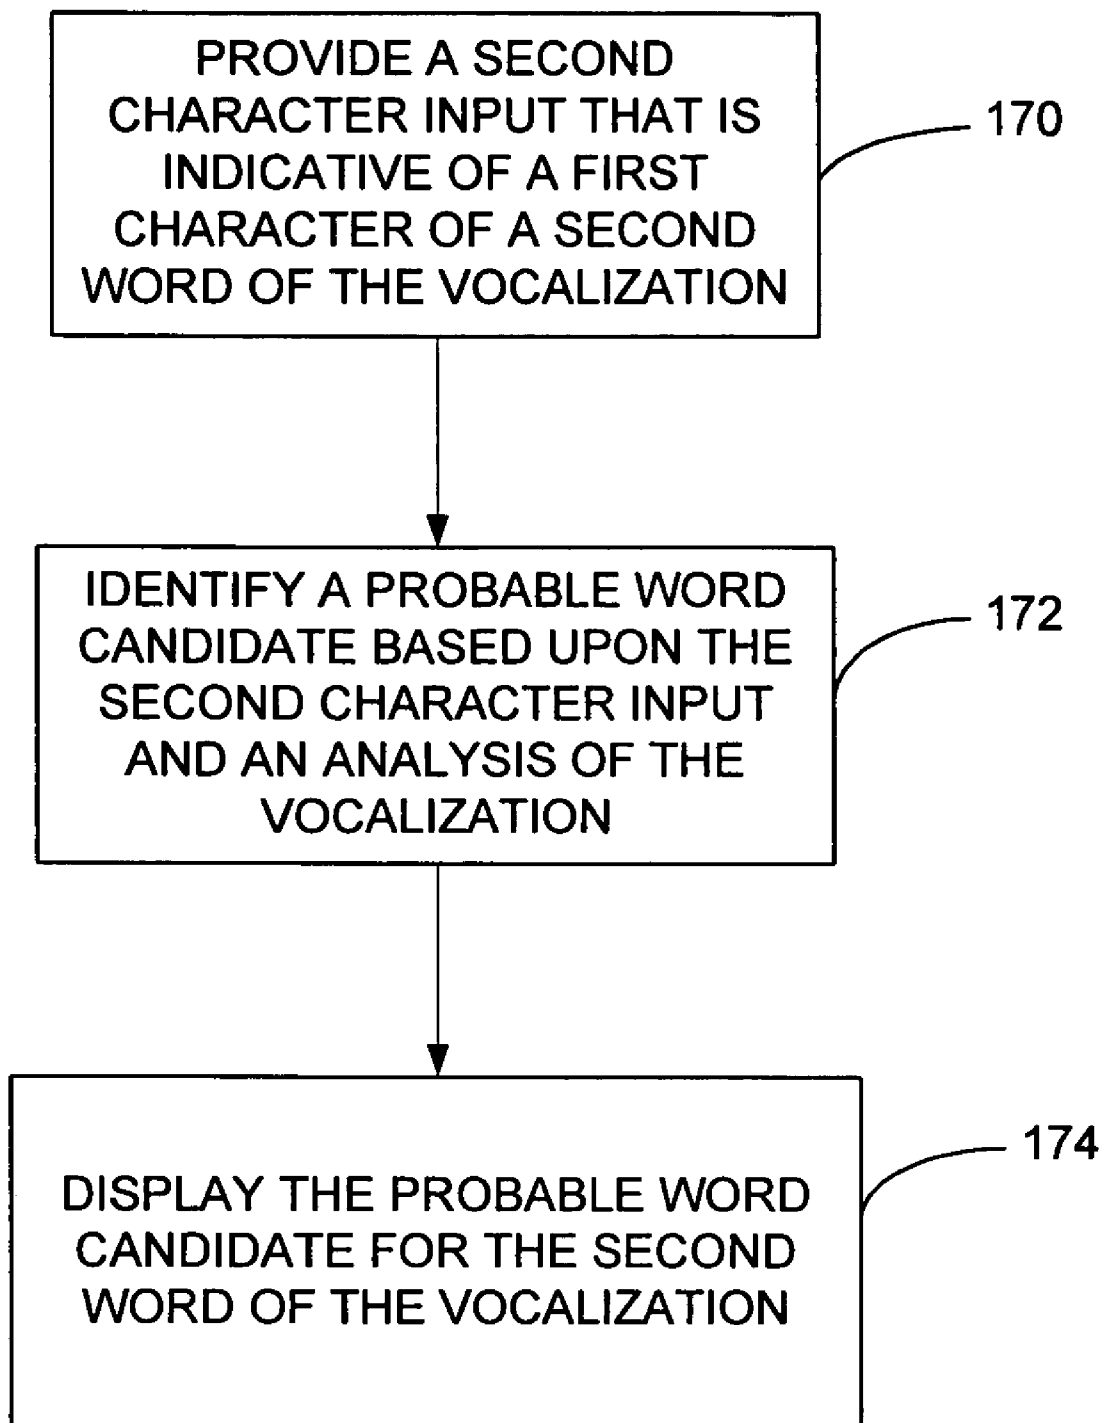 PROVIDE A SECOND
CHARACTER INPUT THAT IS
INDICATIVE OF A FIRST
CHARACTER OF A SECOND
WORD OF THE VOCALIZATION
170
IDENTIFY A PROBABLE WORD
CANDIDATE BASED UPON THE
SECOND CHARACTER INPUT
AND AN ANALYSIS OF THE
VOCALIZATION
172
DISPLAY THE PROBABLE WORD
CANDIDATE FOR THE SECOND
WORD OF THE VOCALIZATION
174